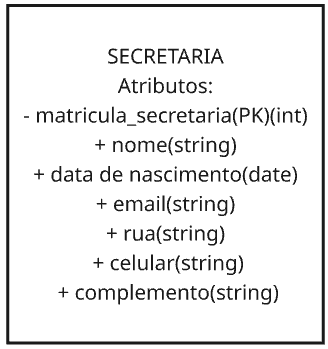 SECRETARIA
Atributos:
- matricula_secretaria(PK)(int)
+ nome(string)
+ data de nascimento(date)
+ email(string)
+ rua(string)
+ celular(string)
+ complemento(string)